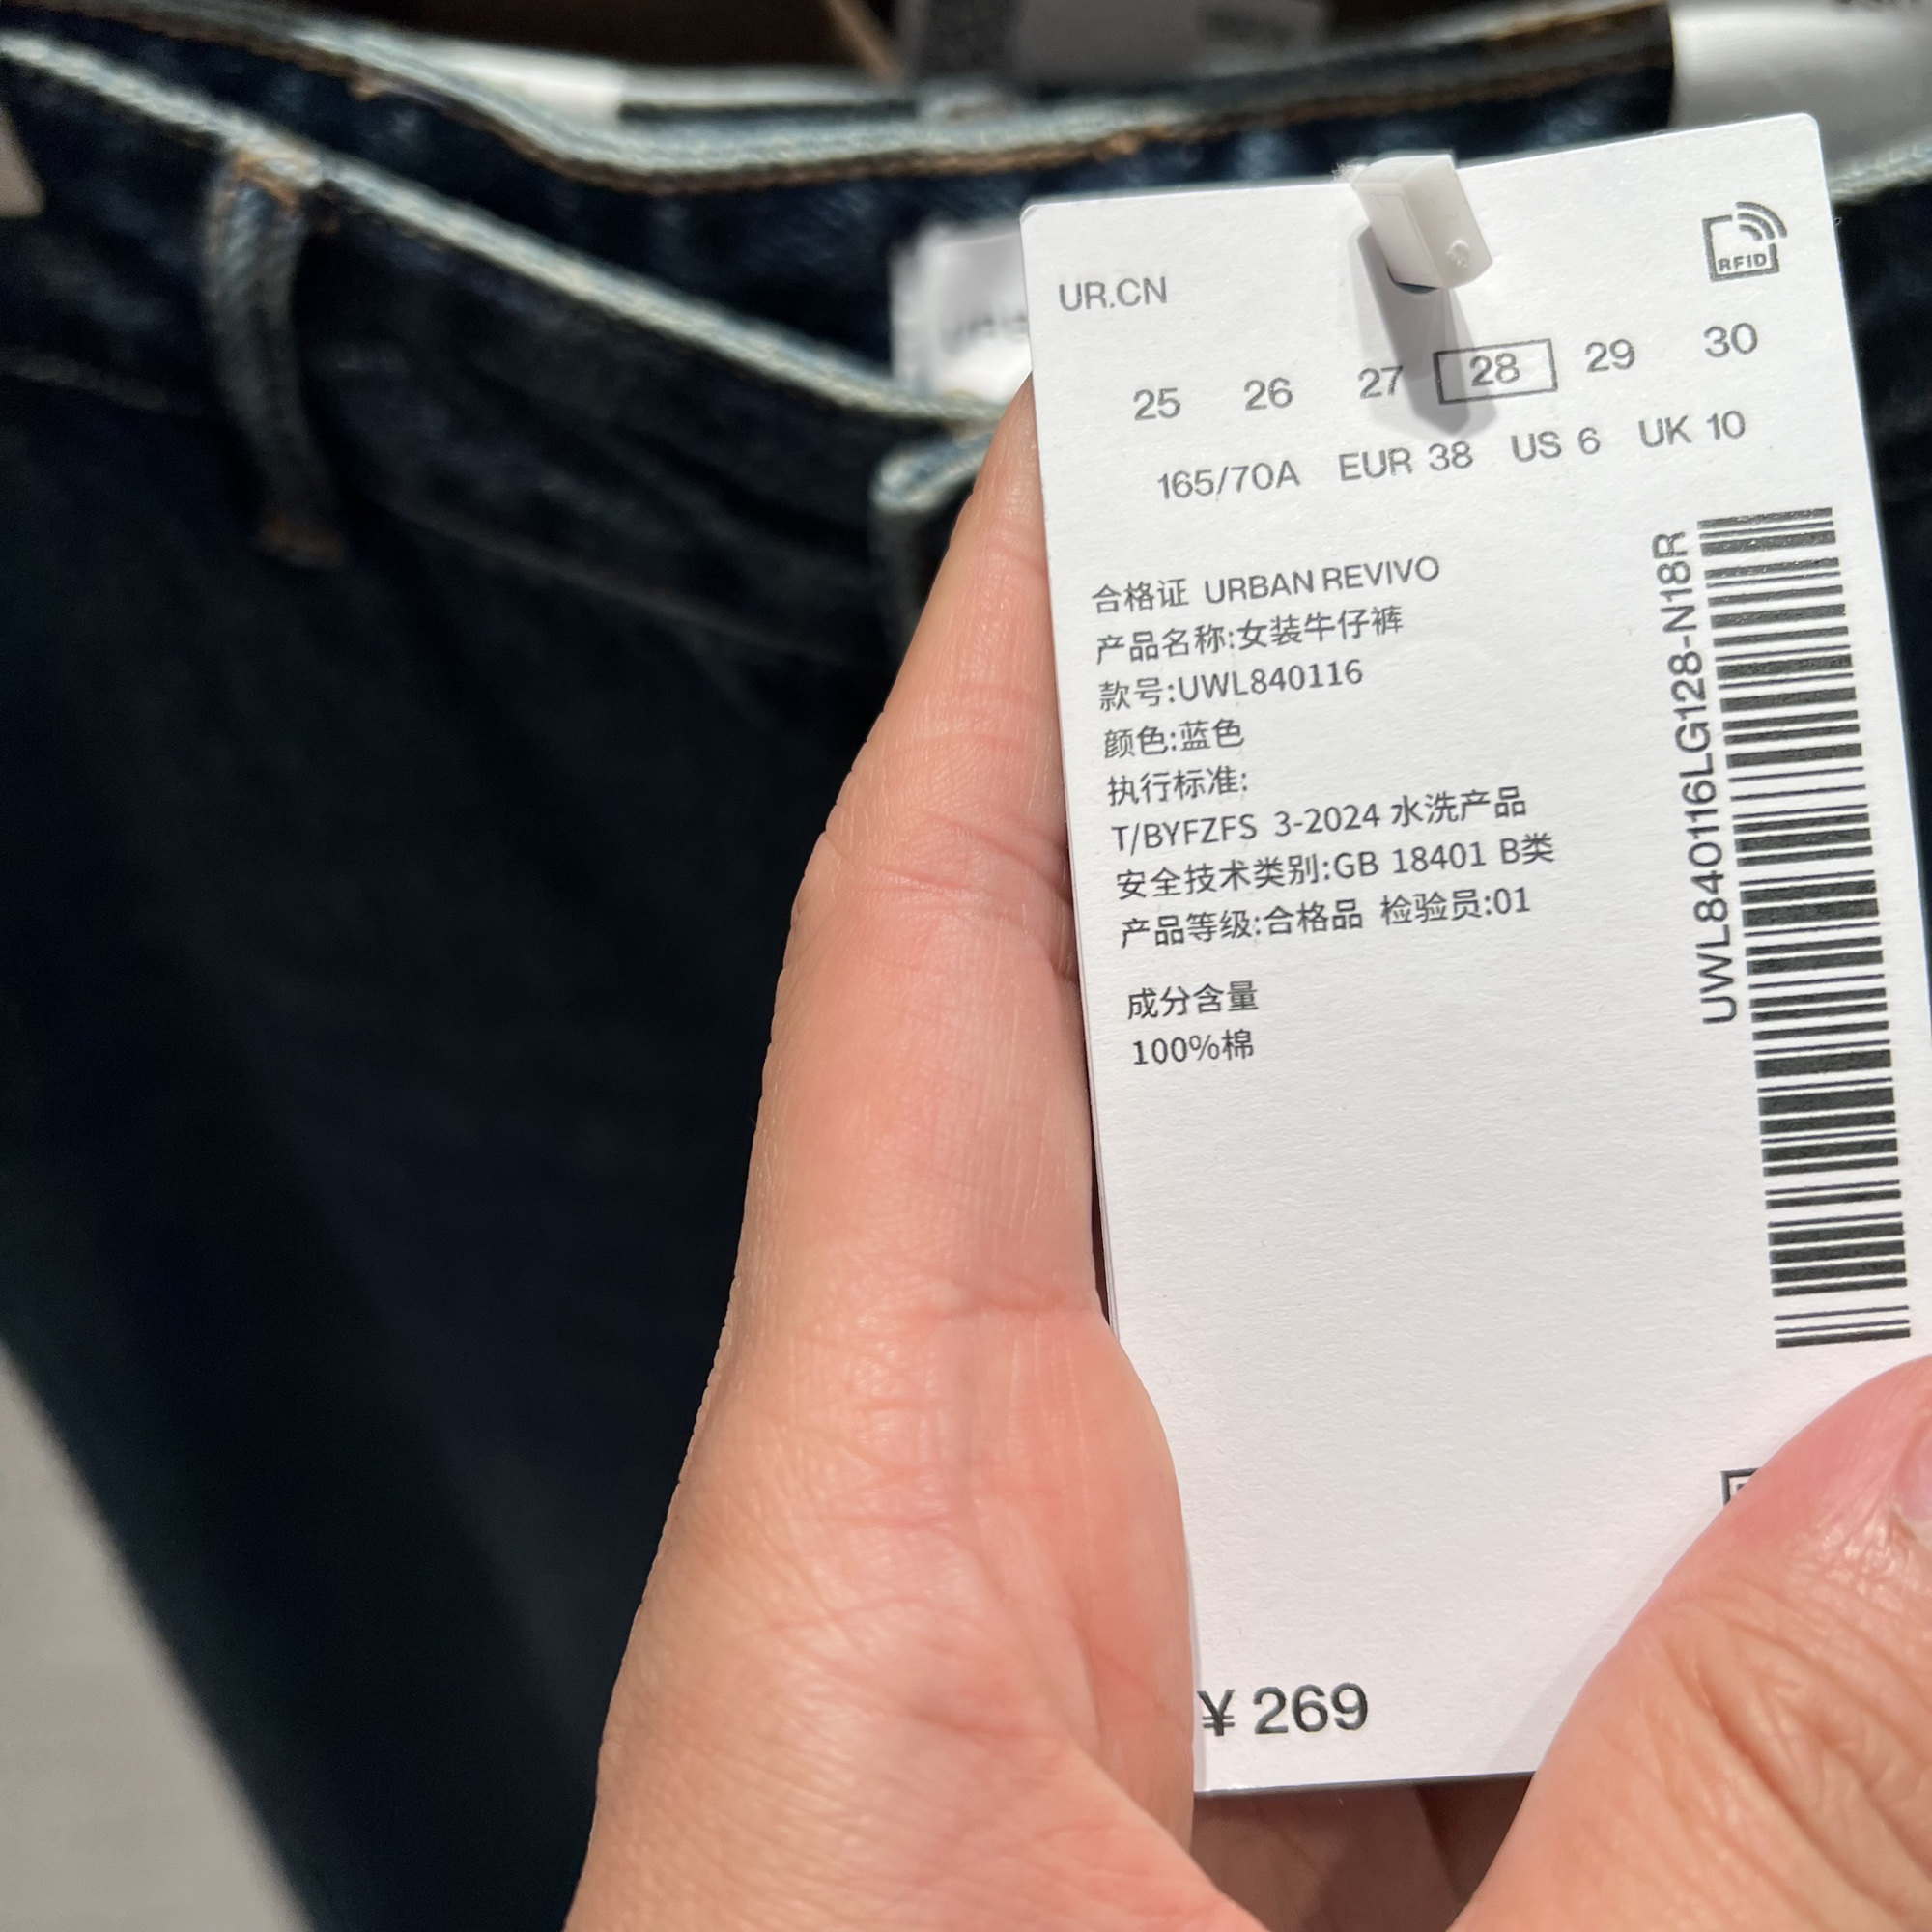 UR.CN
RFID
25 26 27 28 29 30
165/70A EUR 38 US 6 UK 10
合格证 URBAN REVIVO
产品名称:女装牛仔裤
款号:UWL840116
颜色:蓝色
执行标准:
T/BYFZFS 3-2024 水洗产品
安全技术类别:GB 18401 B类
产品等级:合格品 检验员:01
成分含量
100%棉
UWL840116LG128-N18R
¥ 269